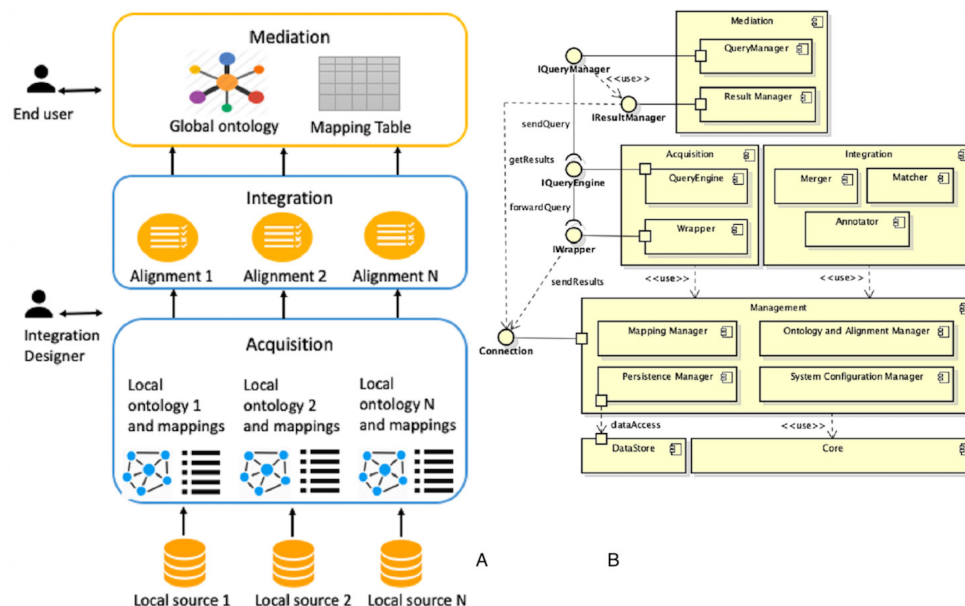 Mediation
Global ontology
Mapping Table
End user
Integration
Alignment 1
Alignment 2
Alignment N
Integration
Designer
Acquisition
Local
ontology 1
and mappings
Local
ontology 2
and mappings
Local
ontology N
and mappings
Local source 1
Local source 2
Local source N
A
Mediation
QueryManager
IQueryManager
<<use>>
Result Manager
IResultManager
sendQuery
getResults
Acquisition
Integration
QueryEngine
Merger
Matcher
IQueryEngine
forwardQuery
Annotator
Wrapper
IWrapper
<<use>>
<<use>>
sendResults
Management
Mapping Manager
Ontology and Alignment Manager
Connection
Persistence Manager
System Configuration Manager
dataAccess
<<use>>
DataStore
Core
B